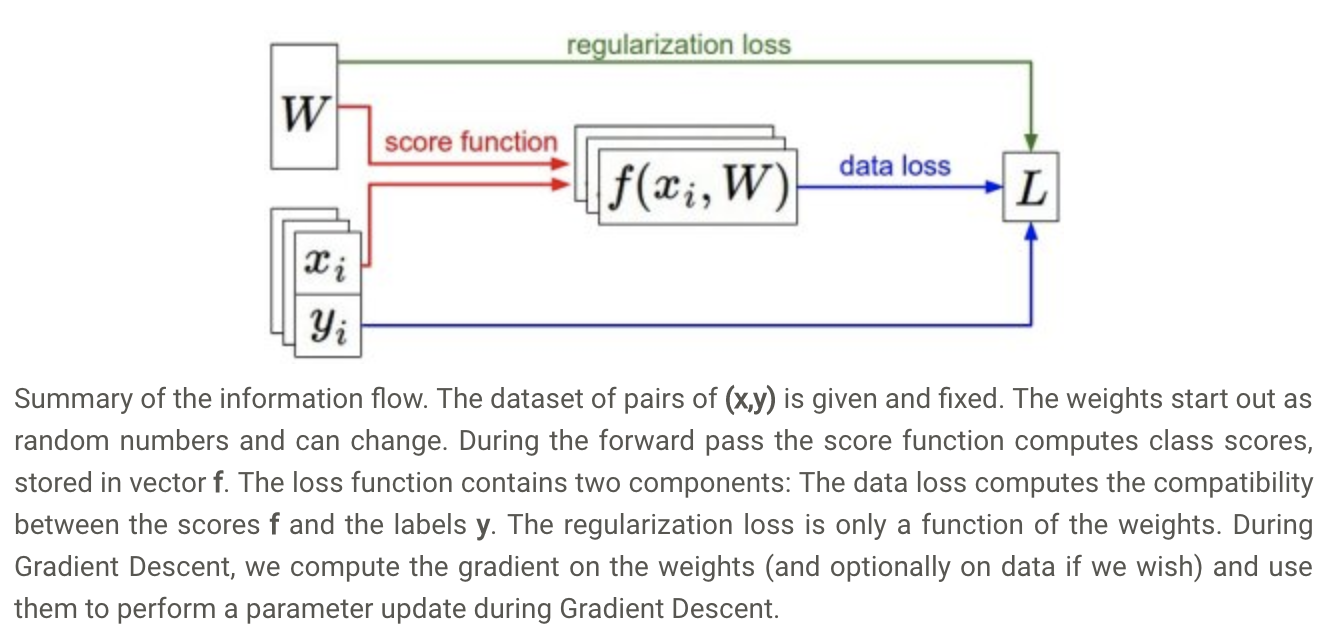 regularization loss
W
score function
f(x_i, W)
data loss
L
x_i
y_i
Summary of the information flow. The dataset of pairs of (x,y) is given and fixed. The weights start out as
random numbers and can change. During the forward pass the score function computes class scores,
stored in vector f. The loss function contains two components: The data loss computes the compatibility
between the scores f and the labels y. The regularization loss is only a function of the weights. During
Gradient Descent, we compute the gradient on the weights (and optionally on data if we wish) and use
them to perform a parameter update during Gradient Descent.